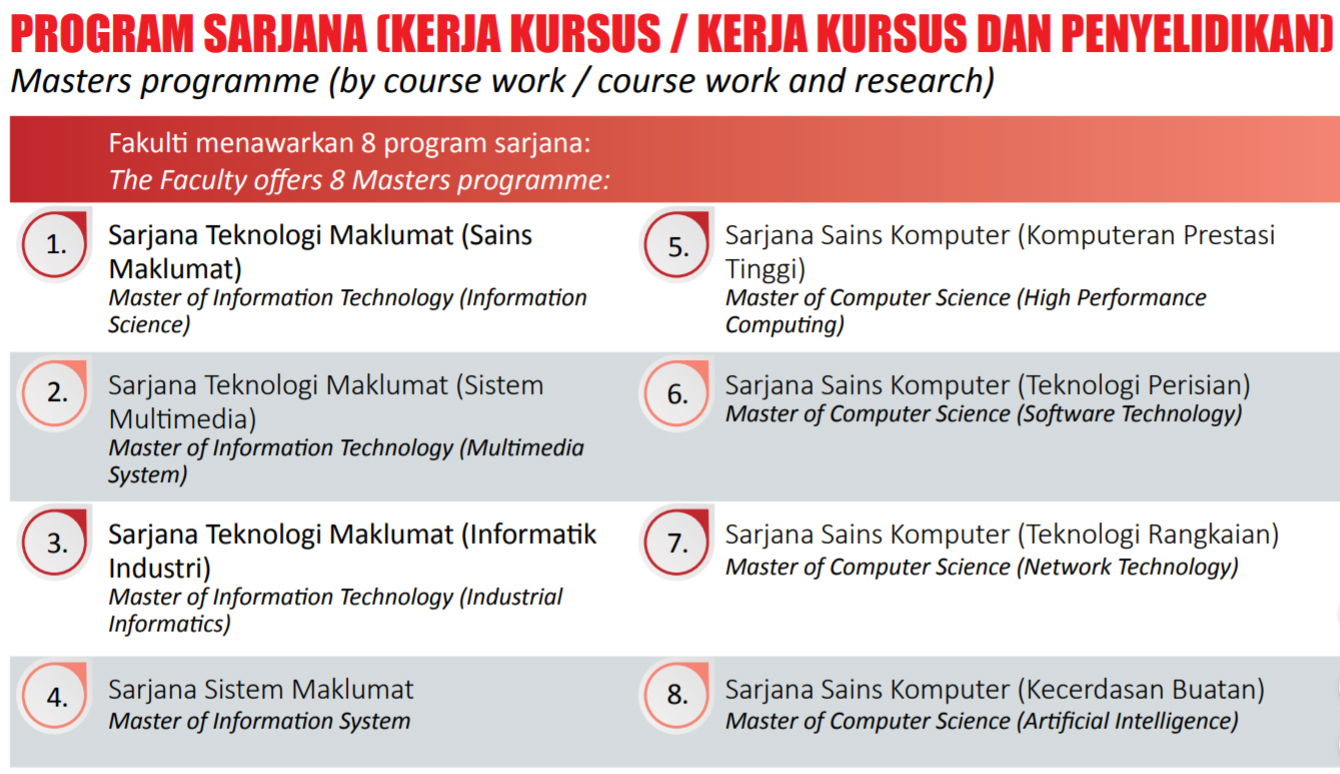 PROGRAM SARJANA (KERJA KURSUS / KERJA KURSUS DAN PENYELIDIKAN)
Masters programme (by course work / course work and research)
Fakulti menawarkan 8 program sarjana:
The Faculty offers 8 Masters programme:
1.
Sarjana Teknologi Maklumat (Sains
Maklumat)
Master of Information Technology (Information
Science)
2.
Sarjana Teknologi Maklumat (Sistem
Multimedia)
Master of Information Technology (Multimedia
System)
3.
Sarjana Teknologi Maklumat (Informatik
Industri)
Master of Information Technology (Industrial
Informatics)
4.
Sarjana Sistem Maklumat
Master of Information System
5.
Sarjana Sains Komputer (Komputeran Prestasi
Tinggi)
Master of Computer Science (High Performance
Computing)
6.
Sarjana Sains Komputer (Teknologi Perisian)
Master of Computer Science (Software Technology)
7.
Sarjana Sains Komputer (Teknologi Rangkaian)
Master of Computer Science (Network Technology)
8.
Sarjana Sains Komputer (Kecerdasan Buatan)
Master of Computer Science (Artificial Intelligence)